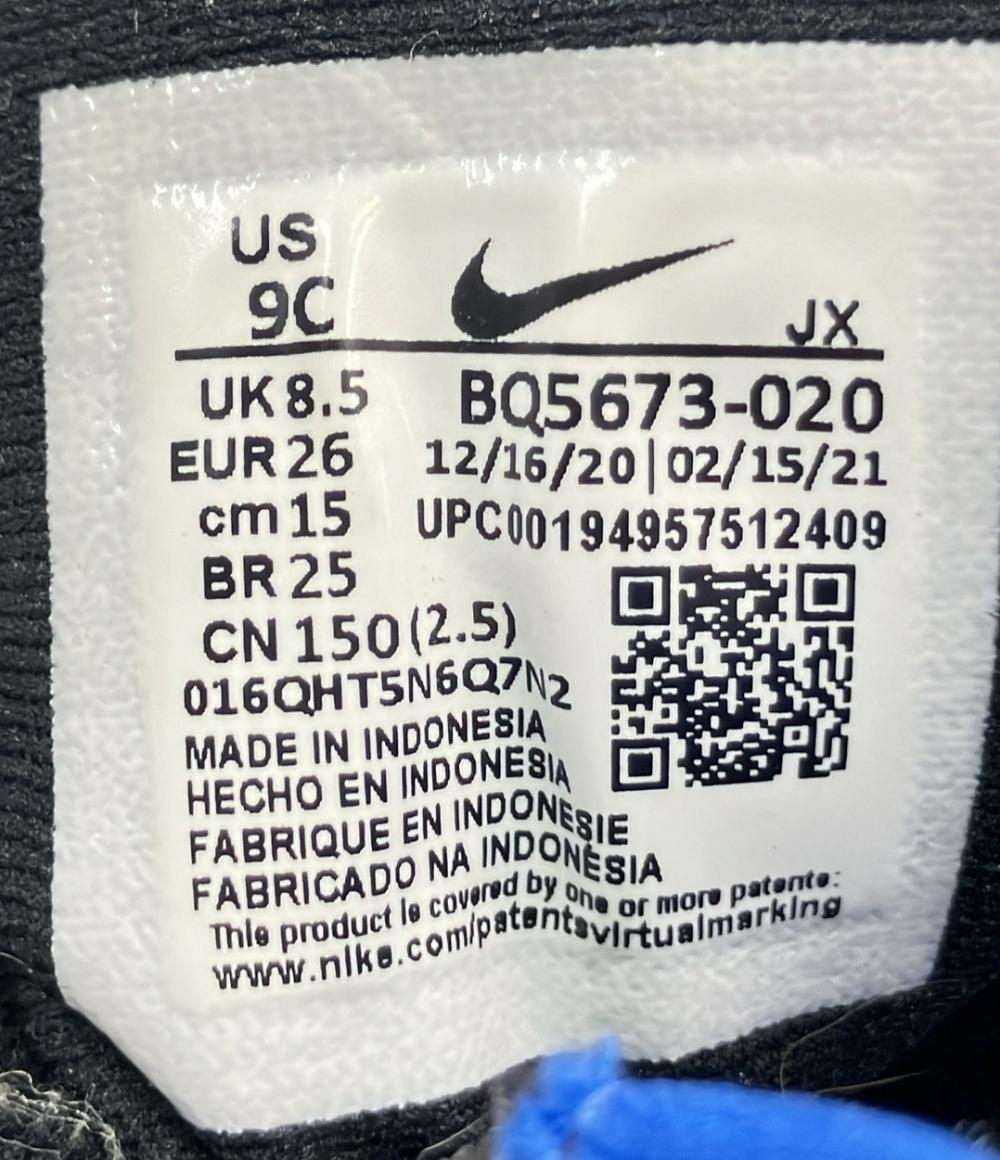 US
9C
JX
UK 8.5 BQ5673-020
EUR 26 12/16/20 | 02/15/21
cm 15 UPC00194957512409
BR 25
CN 150 (2.5)
016QHT5N6Q7N2
MADE IN INDONESIA
HECHO EN INDONESIA
FABRIQUE EN INDONESIE
FABRICADO NA INDONÉSIA
This product is covered by one or more patents:
www.nike.com/patentsvirtualmarking